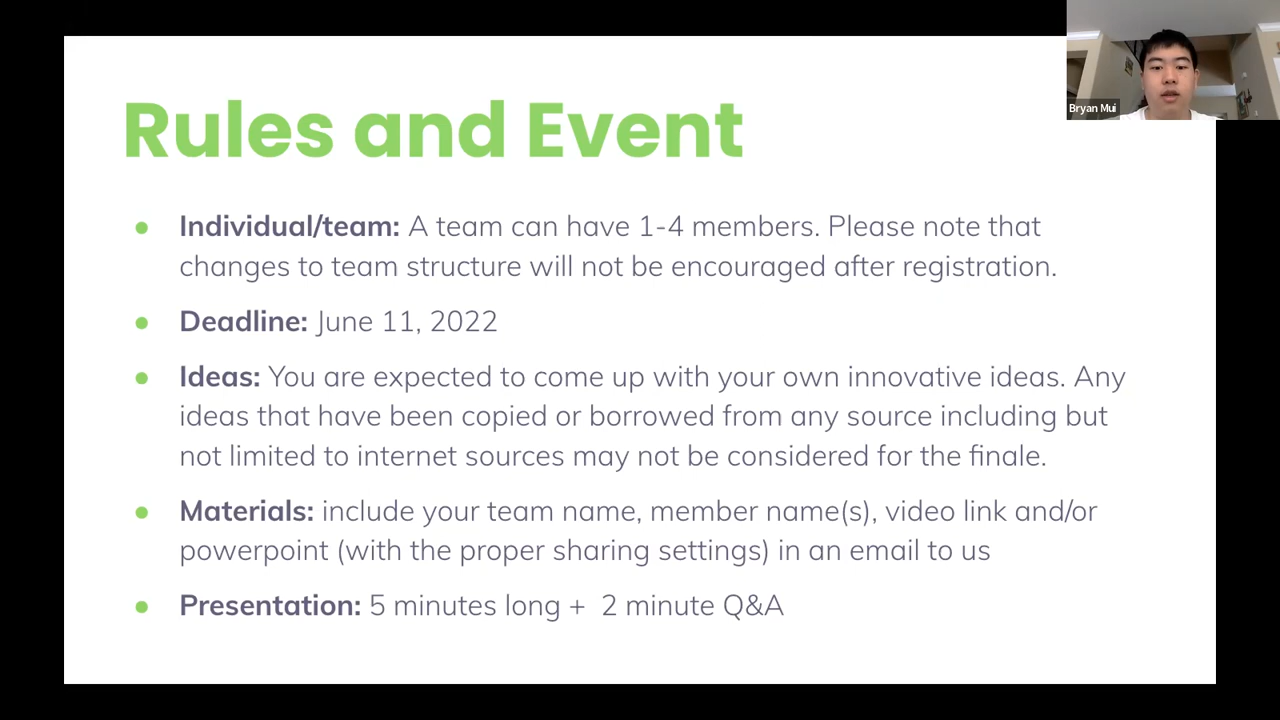 Bryan Mui
Rules and Event
● Individual/team: A team can have 1-4 members. Please note that
changes to team structure will not be encouraged after registration.
● Deadline: June 11, 2022
● Ideas: You are expected to come up with your own innovative ideas. Any
ideas that have been copied or borrowed from any source including but
not limited to internet sources may not be considered for the finale.
● Materials: include your team name, member name(s), video link and/or
powerpoint (with the proper sharing settings) in an email to us
● Presentation: 5 minutes long +  2 minute Q&A